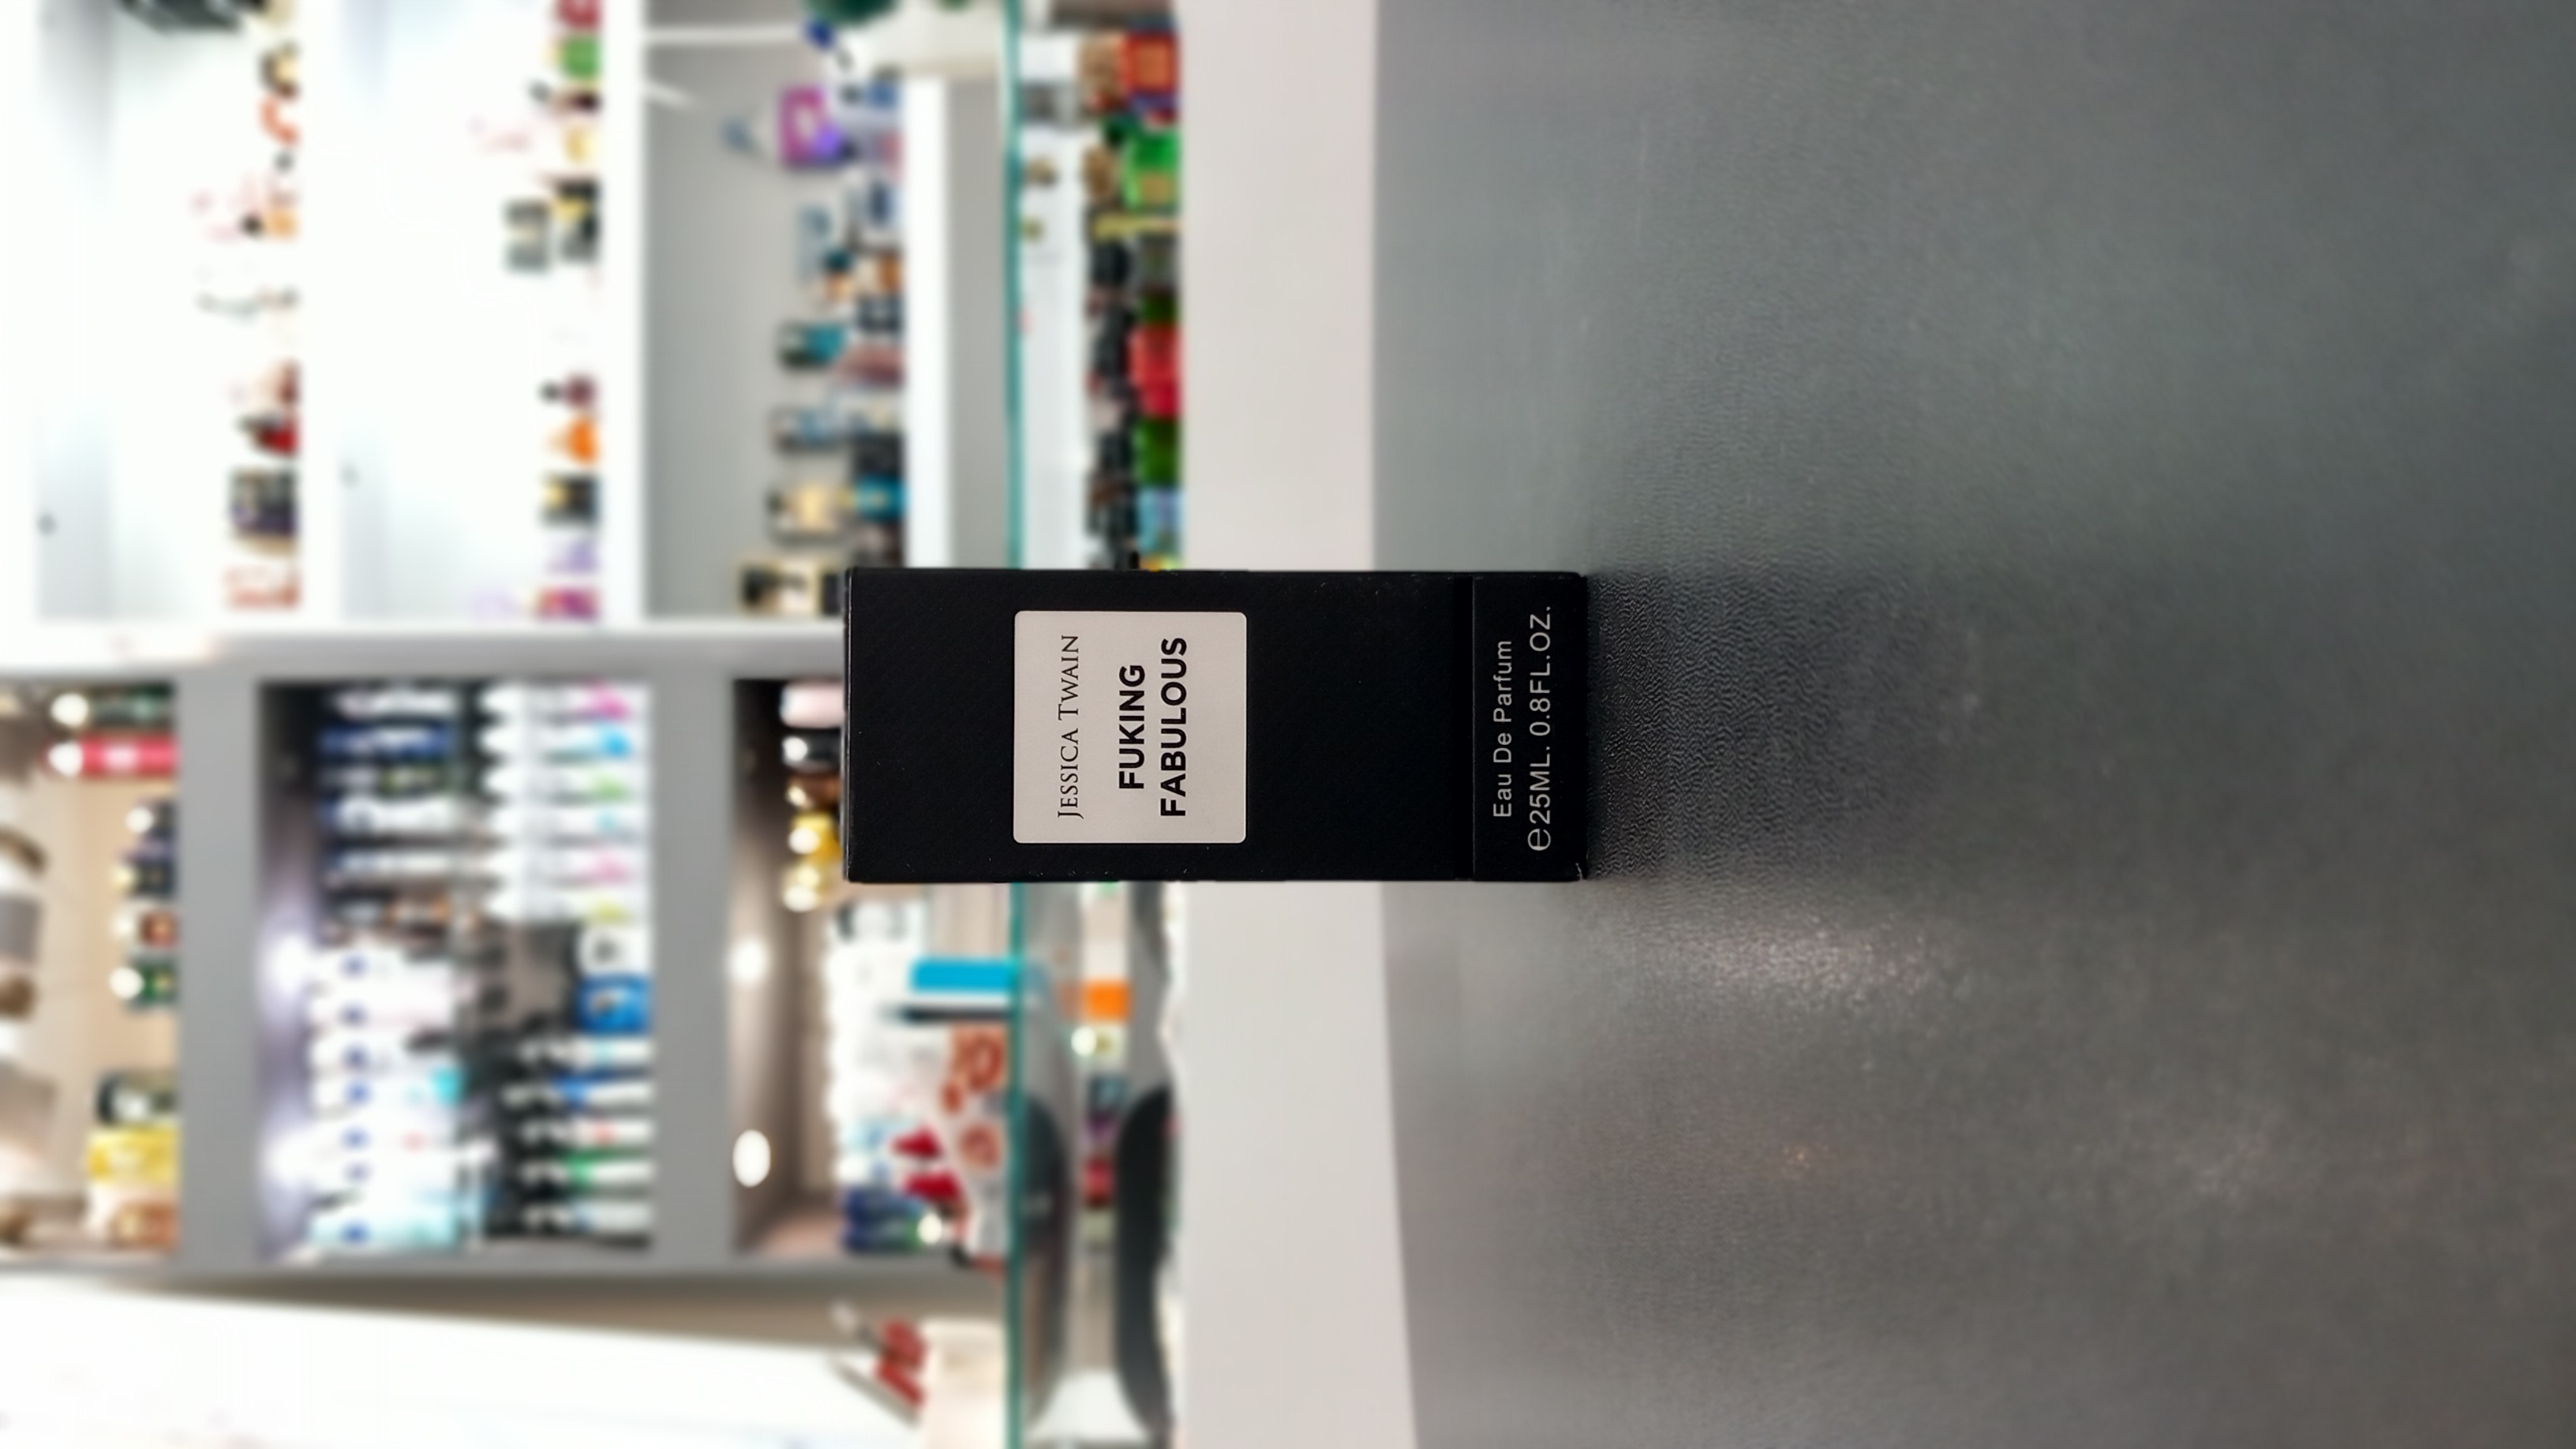 JESSICA TWAIN
FUKING
FABULOUS
Eau De Parfum
℮25ML. 0.8FL.OZ.